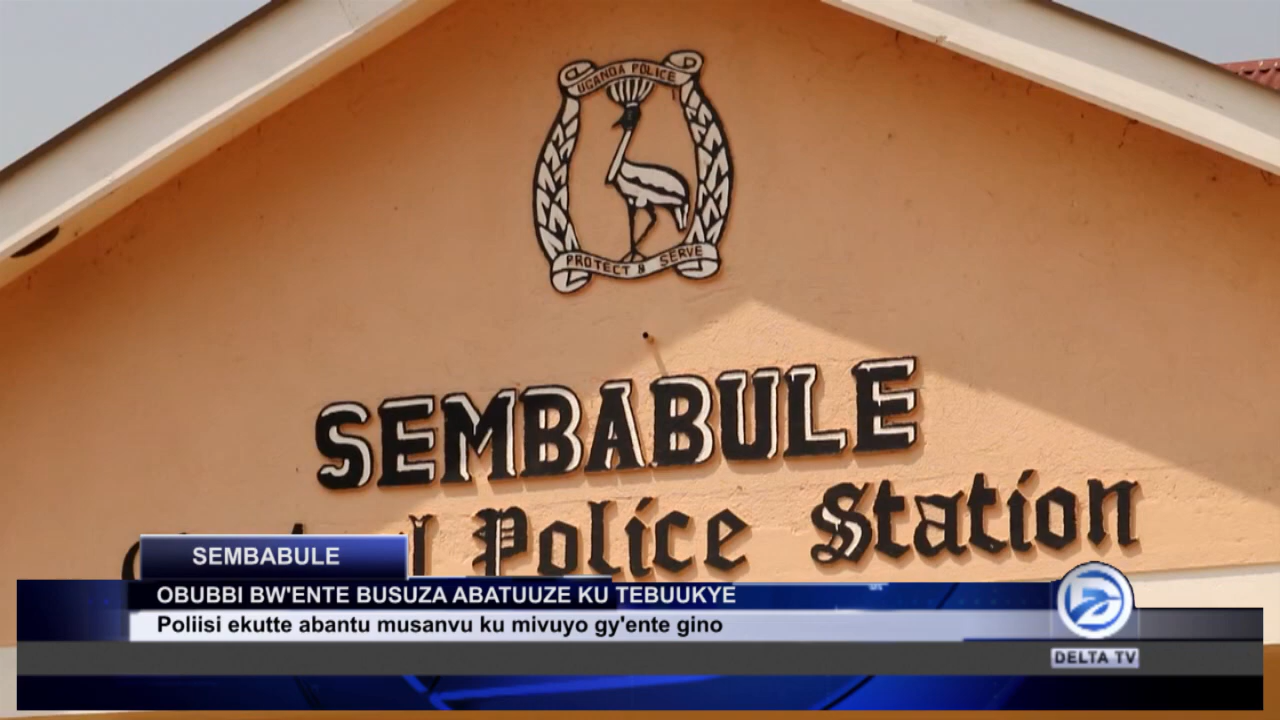 UGANDA POLICE
PROTECT & SERVE
SEMBABULE
Police Station
SEMBABULE
OBUBBI BW'ENTE BUSUZA ABATUUZE KU TEBUUKYE
Poliisi ekutte abantu musanvu ku mivuyo gy'ente gino
DELTA TV